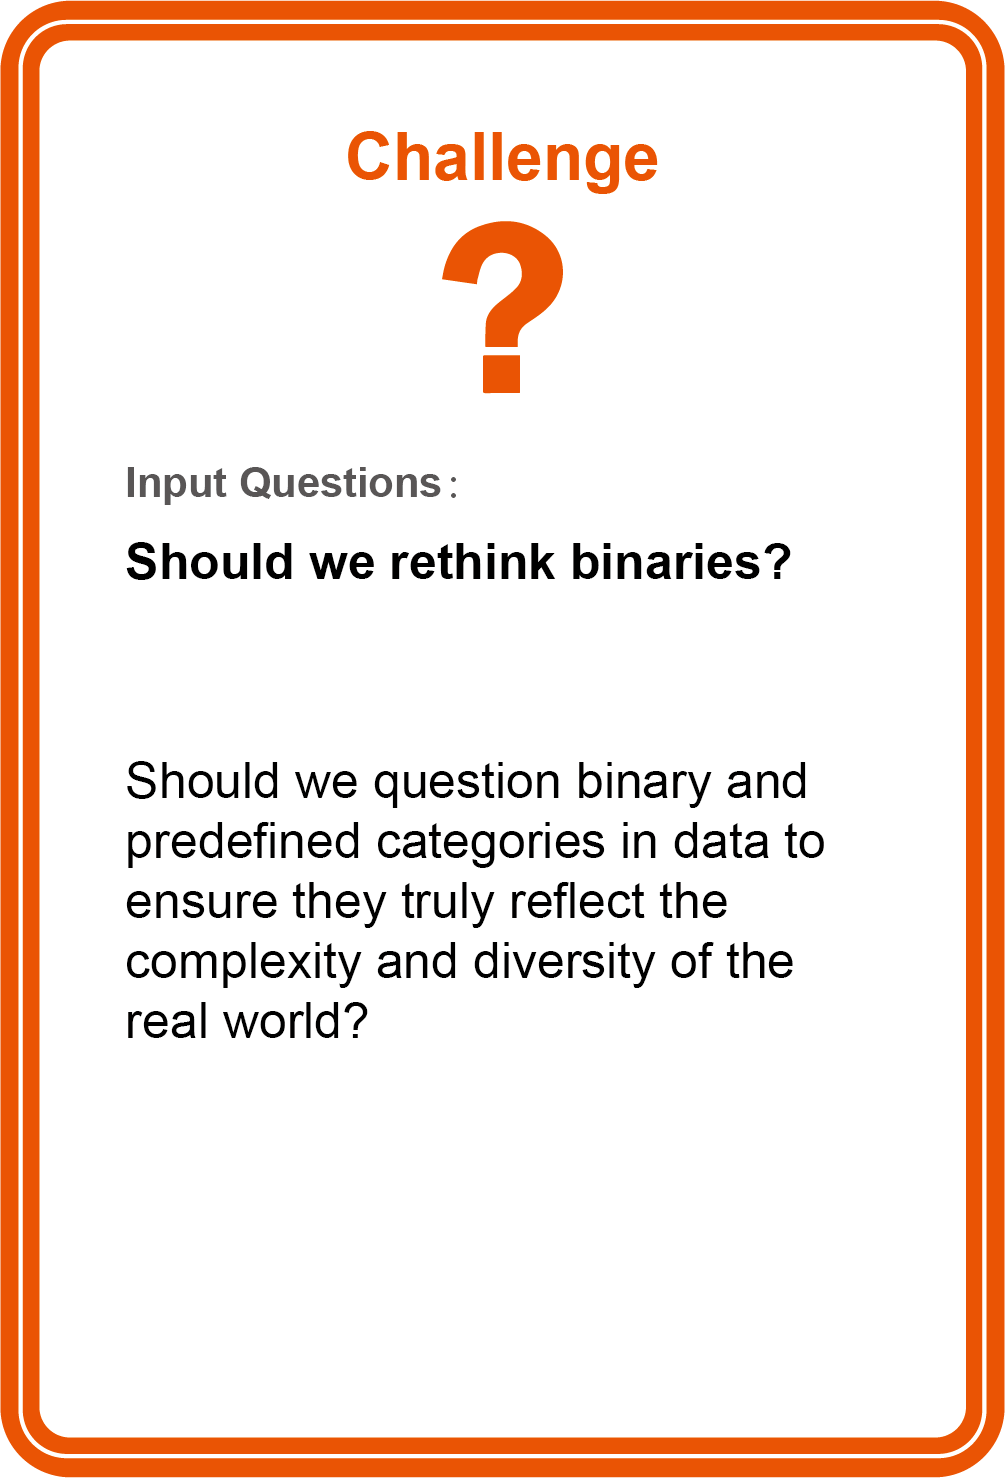 Challenge
?
Input Questions:
Should we rethink binaries?
Should we question binary and
predefined categories in data to
ensure they truly reflect the
complexity and diversity of the
real world?